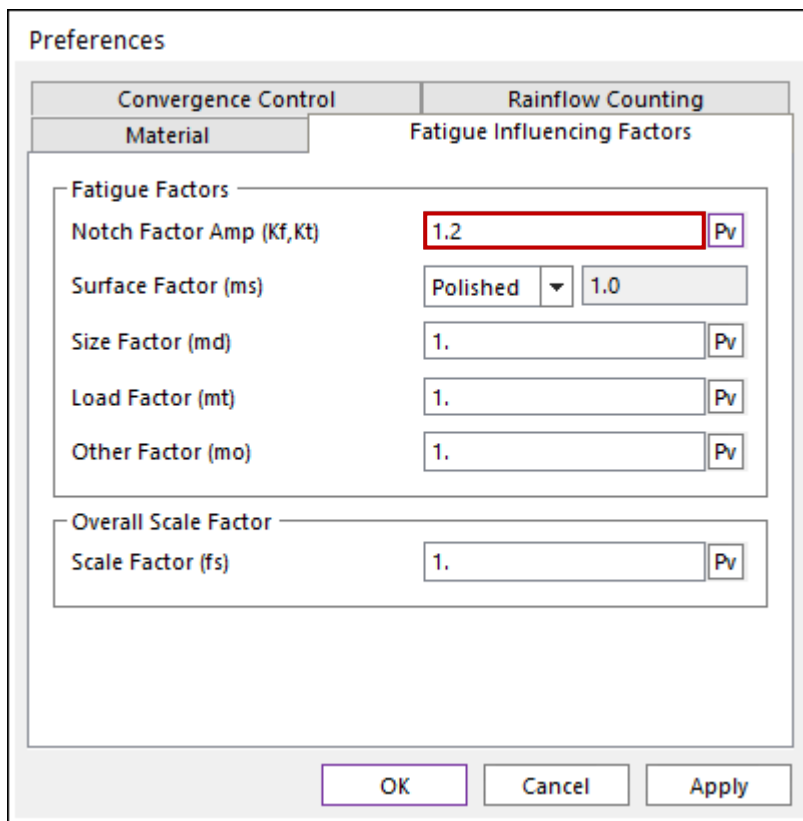 Preferences
Convergence Control
Rainflow Counting
Material
Fatigue Influencing Factors
Fatigue Factors
Notch Factor Amp (Kf,Kt) 1.2 Pv
Surface Factor (ms) Polished 1.0
Size Factor (md) 1. Pv
Load Factor (mt) 1. Pv
Other Factor (mo) 1. Pv
Overall Scale Factor
Scale Factor (fs) 1. Pv
OK Cancel Apply